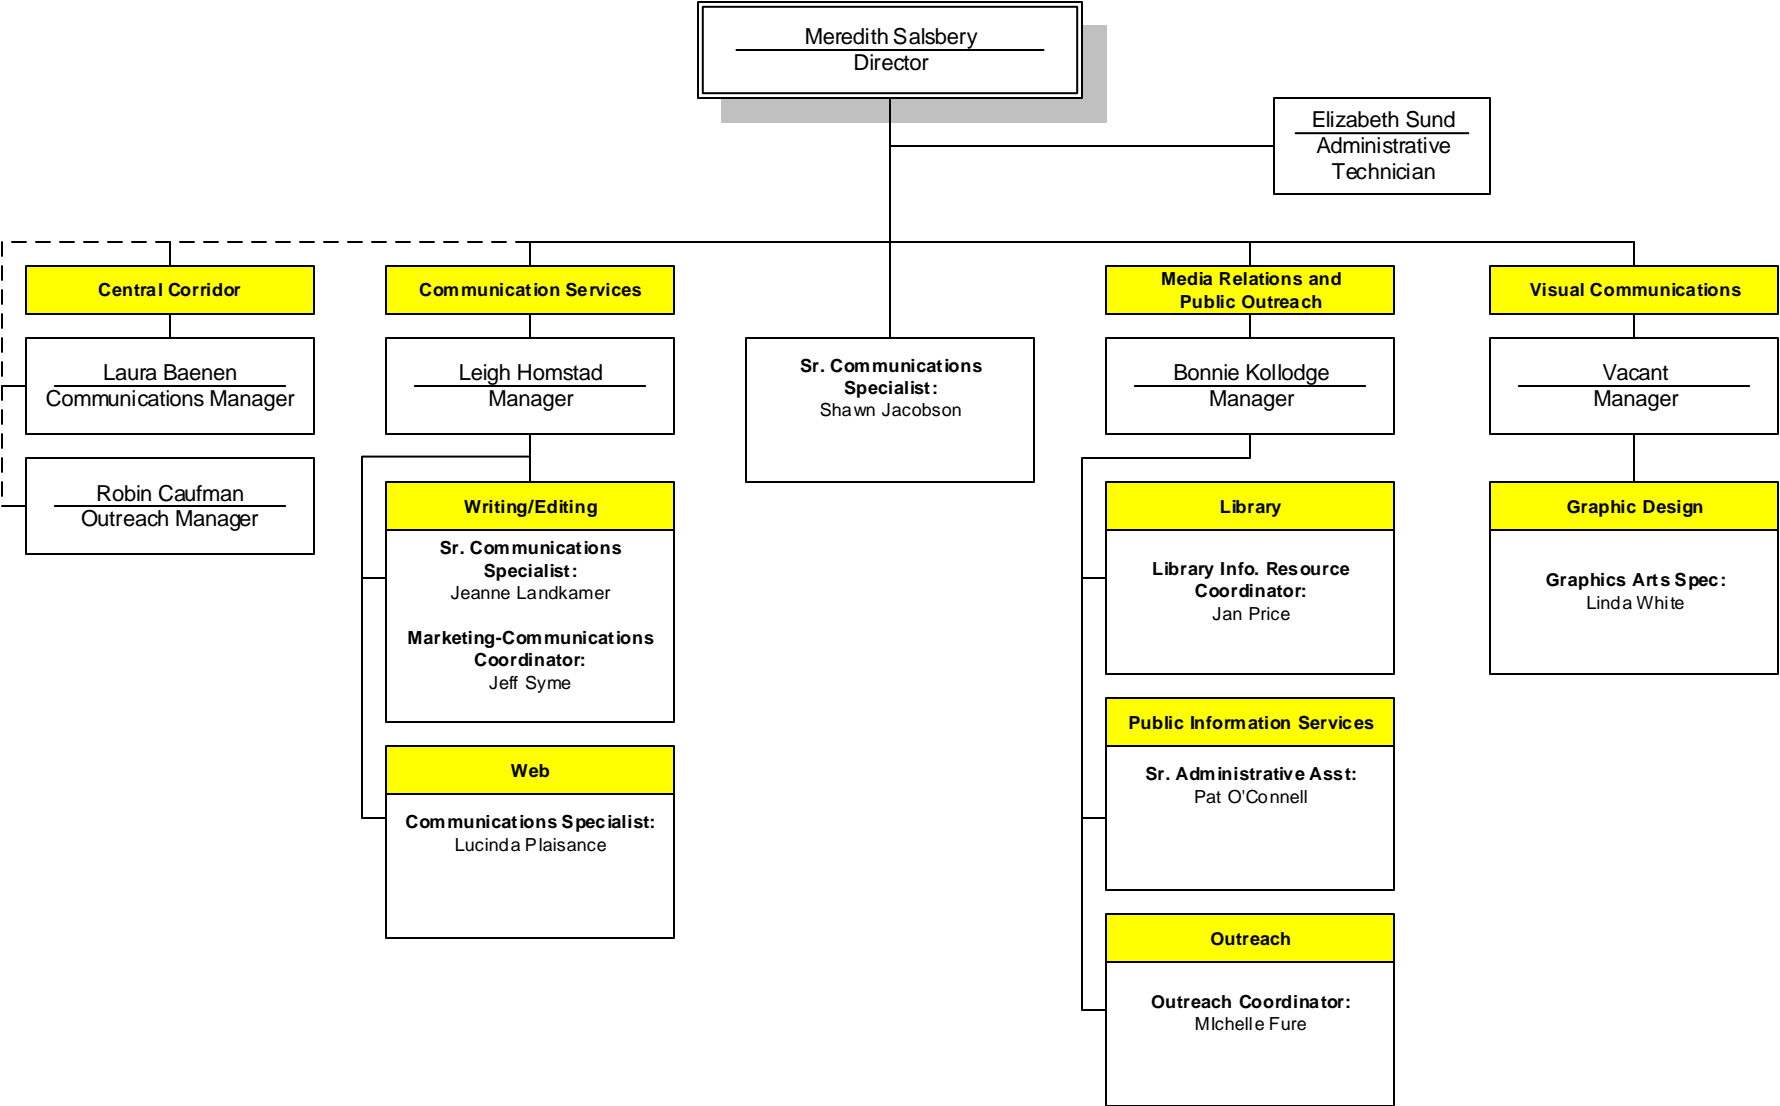 Meredith Salsbery
Director
Elizabeth Sund
Administrative
Technician
Central Corridor
Laura Baenen
Communications Manager
Robin Caufman
Outreach Manager
Communication Services
Leigh Homstad
Manager
Writing/Editing
Sr. Communications
Specialist:
Jeanne Landkamer
Marketing-Communications
Coordinator:
Jeff Syme
Web
Communications Specialist:
Lucinda Plaisance
Sr. Communications
Specialist:
Shawn Jacobson
Media Relations and
Public Outreach
Bonnie Kollodge
Manager
Library
Library Info. Resource
Coordinator:
Jan Price
Public Information Services
Sr. Administrative Asst:
Pat O'Connell
Outreach
Outreach Coordinator:
MIchelle Fure
Visual Communications
Vacant
Manager
Graphic Design
Graphics Arts Spec:
Linda White